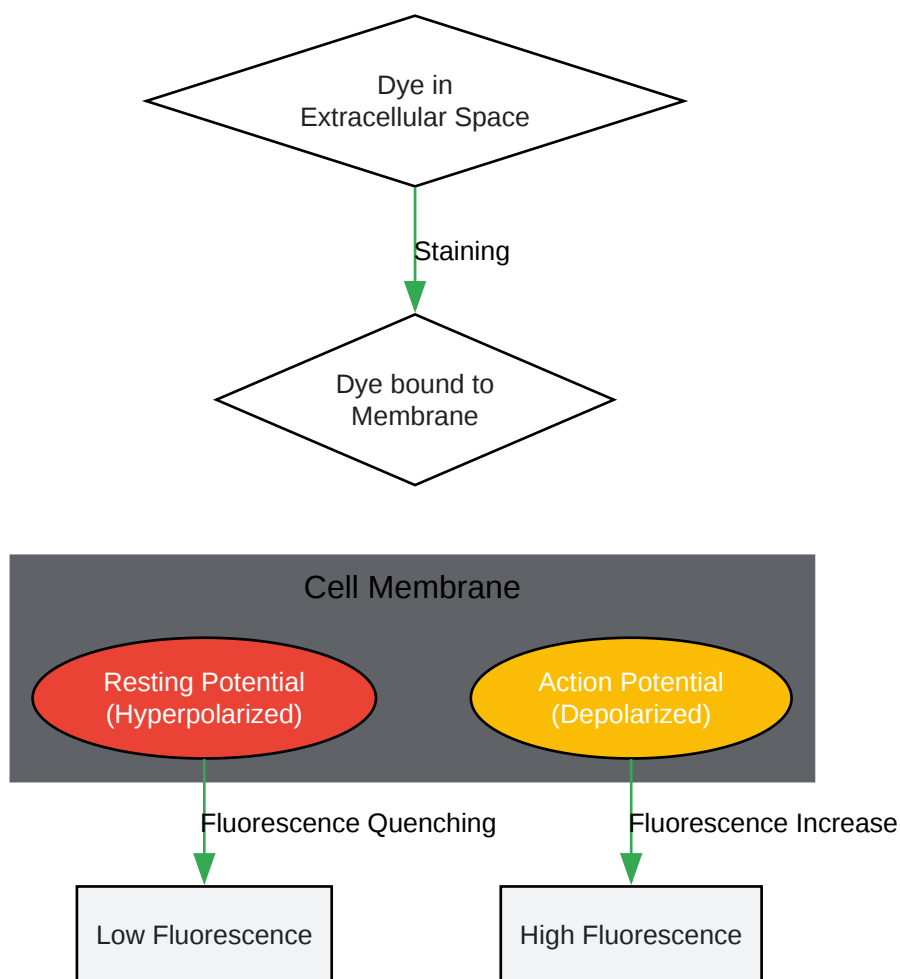 Dye in
Extracellular Space
Staining
Dye bound to
Membrane
Cell Membrane
Resting Potential
(Hyperpolarized)
Action Potential
(Depolarized)
Fluorescence Quenching
Fluorescence Increase
Low Fluorescence
High Fluorescence